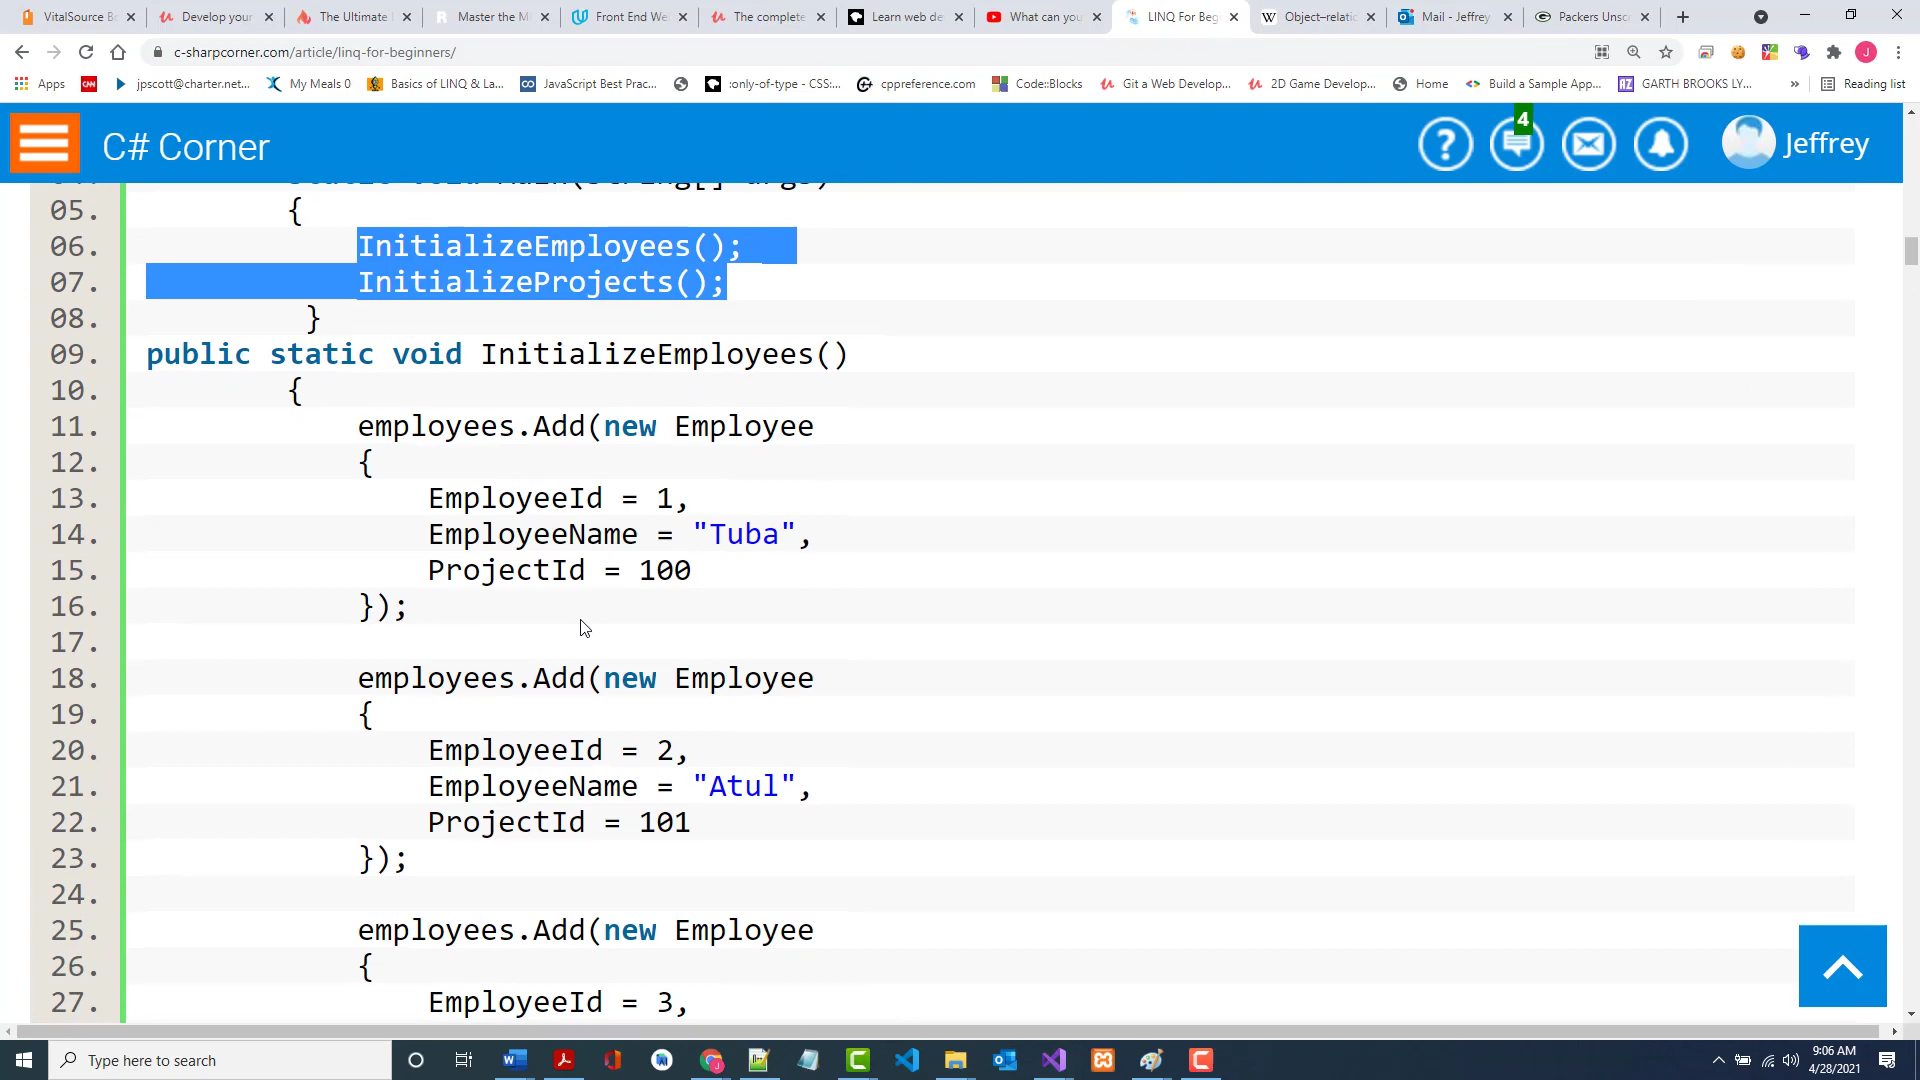 VitalSource Bo
Develop your
The Ultimate
Master the M
Front End We
The complete
Learn web de
What can you
LINQ For Beg
Object–relatio
Mail - Jeffrey
Packers Unsc
c-sharpcorner.com/article/linq-for-beginners/
Apps
CNN
jpscott@charter.net...
My Meals 0
Basics of LINQ & La...
JavaScript Best Prac...
:only-of-type - CSS:...
cppreference.com
Code::Blocks
Git a Web Develop...
2D Game Develop...
Home
Build a Sample App...
GARTH BROOKS LY...
»
Reading list
C# Corner
4
Jeffrey
05. {
06. InitializeEmployees();
07. InitializeProjects();
08. }
09. public static void InitializeEmployees()
10. {
11. employees.Add(new Employee
12. {
13. EmployeeId = 1,
14. EmployeeName = "Tuba",
15. ProjectId = 100
16. });
17.
18. employees.Add(new Employee
19. {
20. EmployeeId = 2,
21. EmployeeName = "Atul",
22. ProjectId = 101
23. });
24.
25. employees.Add(new Employee
26. {
27. EmployeeId = 3,
Type here to search
9:06 AM
4/28/2021